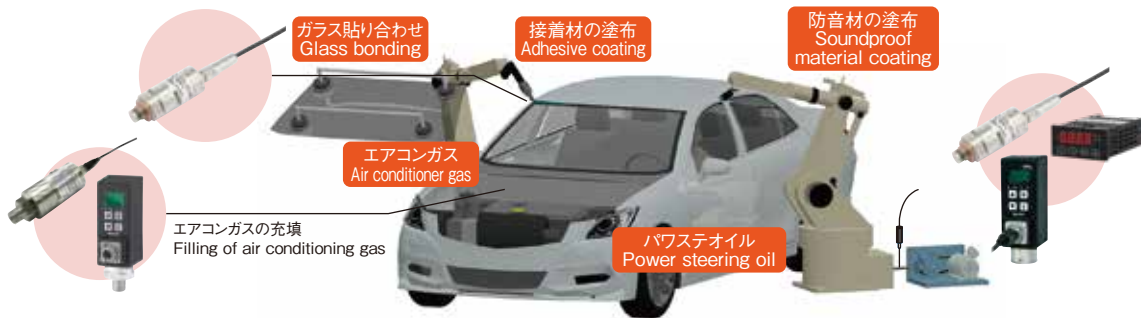 ガラス貼り合わせ
Glass bonding
接着材の塗布
Adhesive coating
防音材の塗布
Soundproof
material coating
エアコンガス
Air conditioner gas
エアコンガスの充填
Filling of air conditioning gas
パワステオイル
Power steering oil